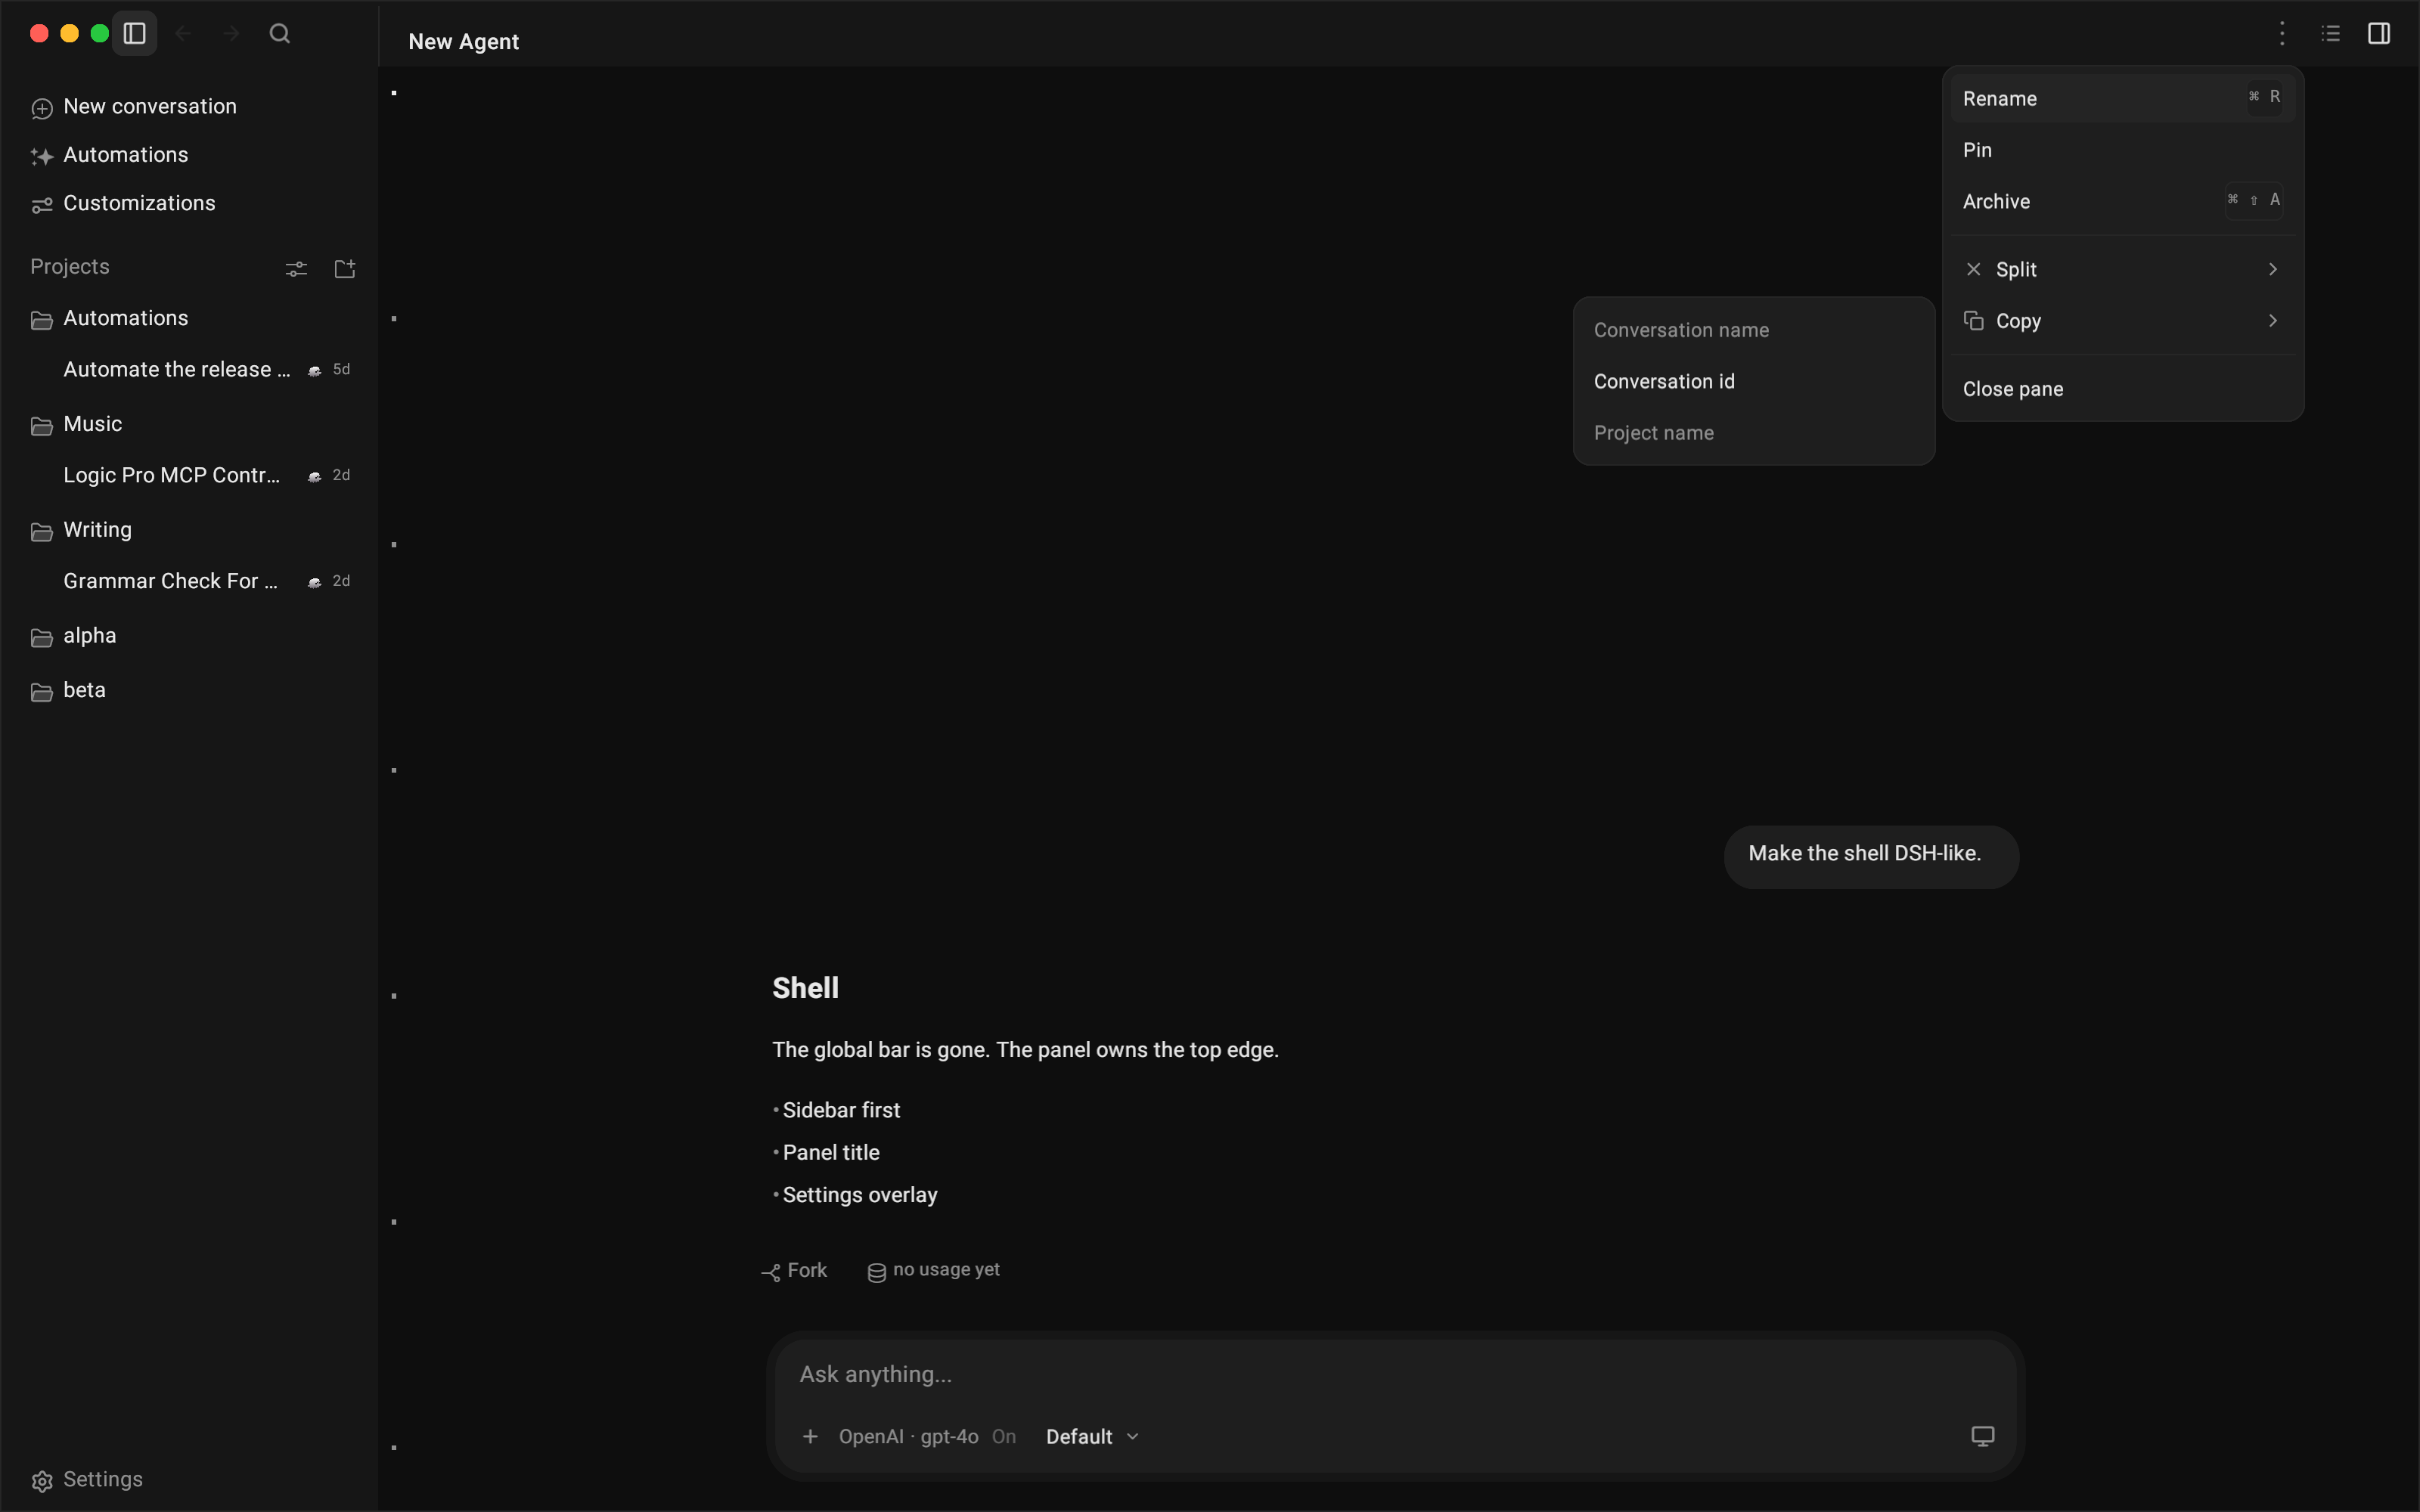 New Agent
New conversation
Automations
Customizations
Projects
Automations
Automate the release ... 5d
Music
Logic Pro MCP Contr... 2d
Writing
Grammar Check For ... 2d
alpha
beta
Settings
Rename ⌘ R
Pin
Archive ⌘ ⇧ A
Split
Copy
Close pane
Conversation name
Conversation id
Project name
Make the shell DSH-like.
Shell
The global bar is gone. The panel owns the top edge.
• Sidebar first
• Panel title
• Settings overlay
Fork no usage yet
Ask anything...
OpenAI · gpt-4o On Default